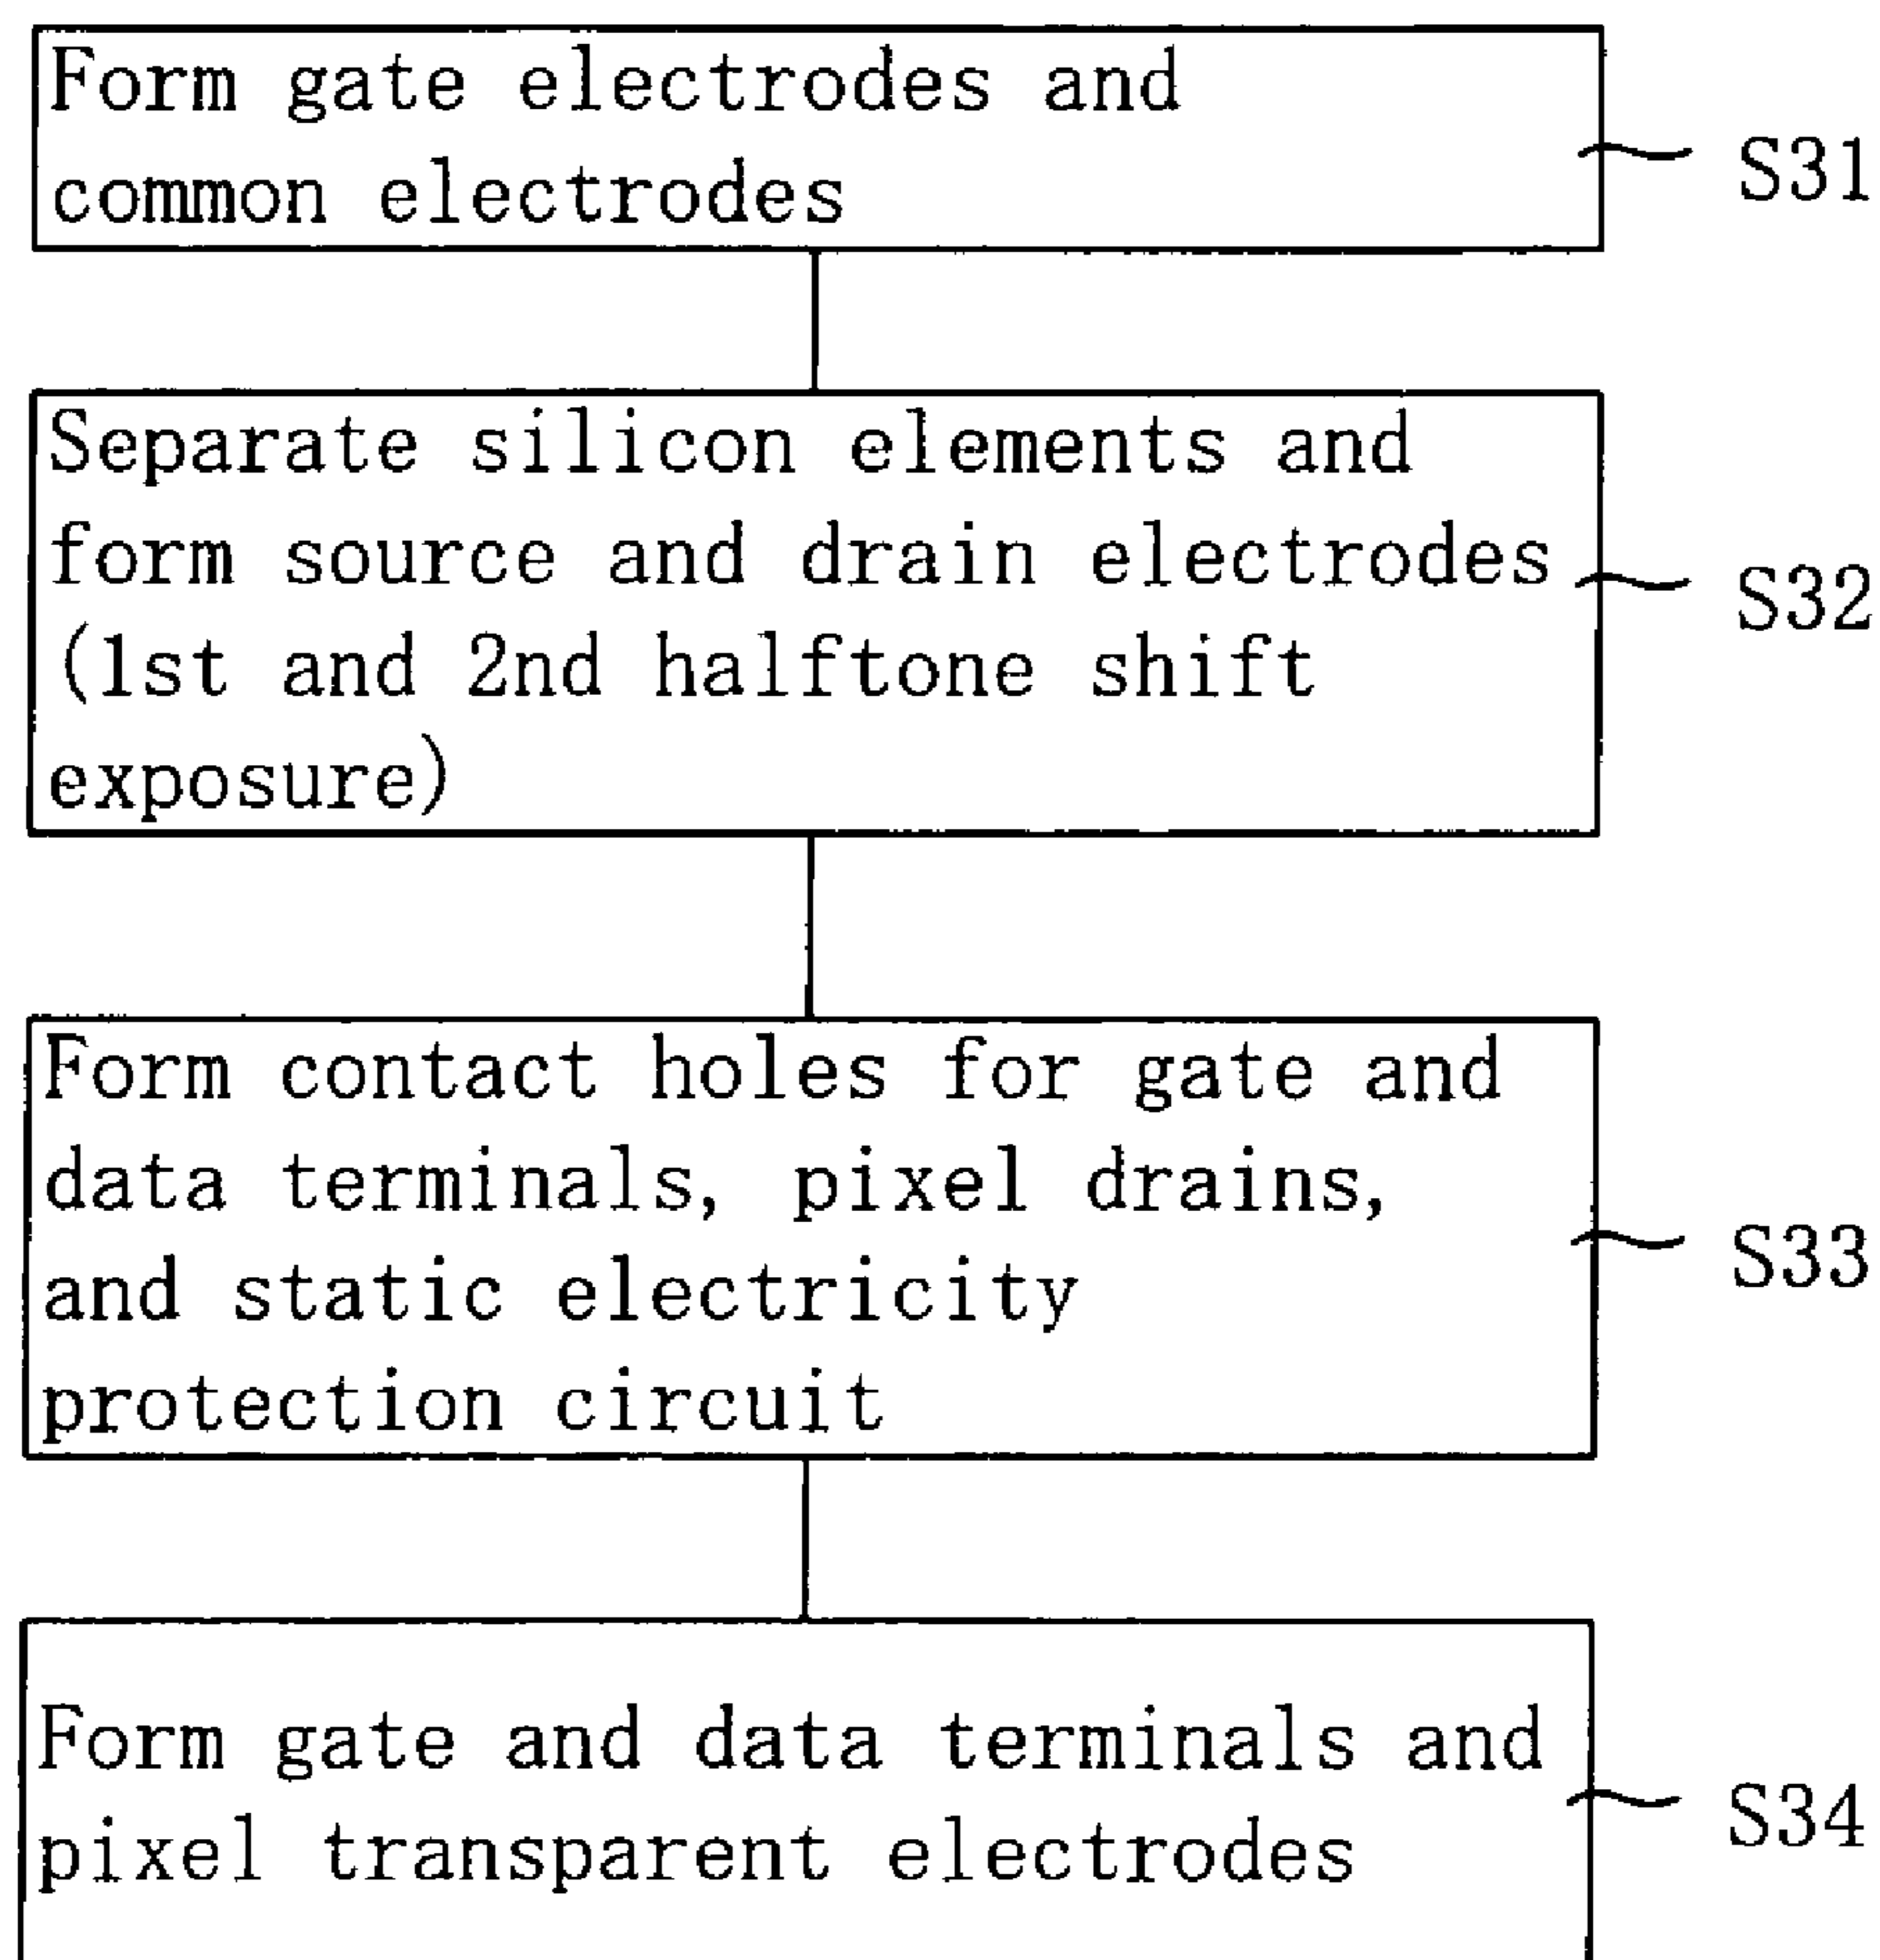 Form gate electrodes and
common electrodes
S31
Separate silicon elements and
form source and drain electrodes
(1st and 2nd halftone shift
exposure)
S32
Form contact holes for gate and
data terminals, pixel drains,
and static electricity
protection circuit
S33
Form gate and data terminals and
pixel transparent electrodes
S34